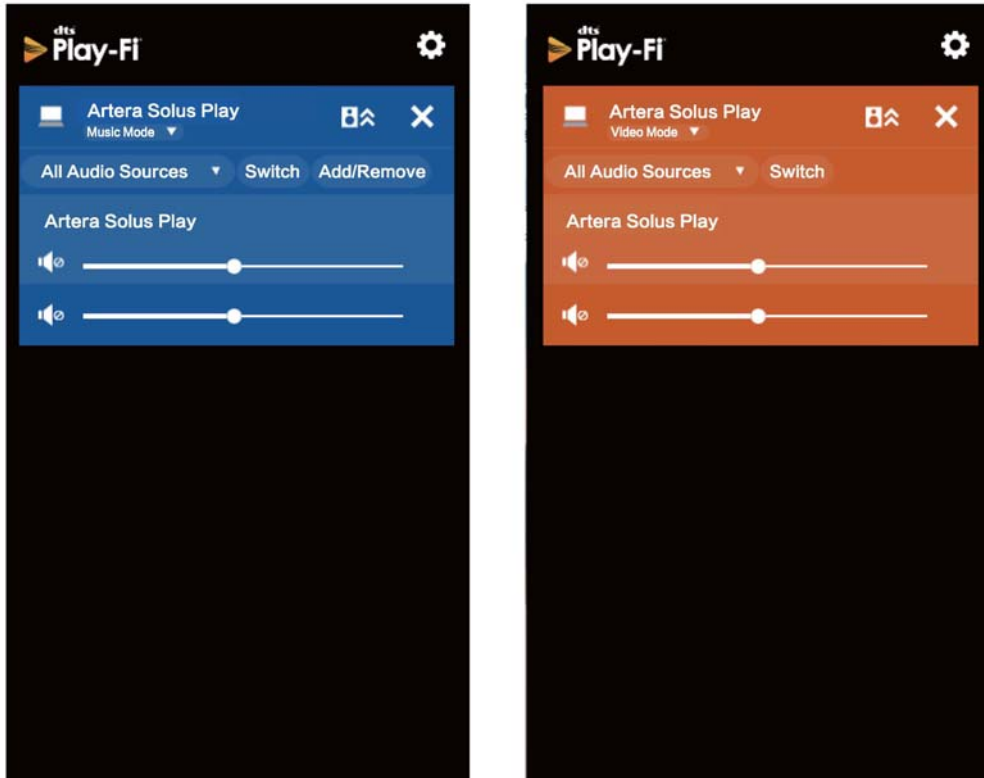 dts
Play-Fi
Artera Solus Play
Music Mode ▼
All Audio Sources ▼ Switch Add/Remove
Artera Solus Play
dts
Play-Fi
Artera Solus Play
Video Mode ▼
All Audio Sources ▼ Switch
Artera Solus Play